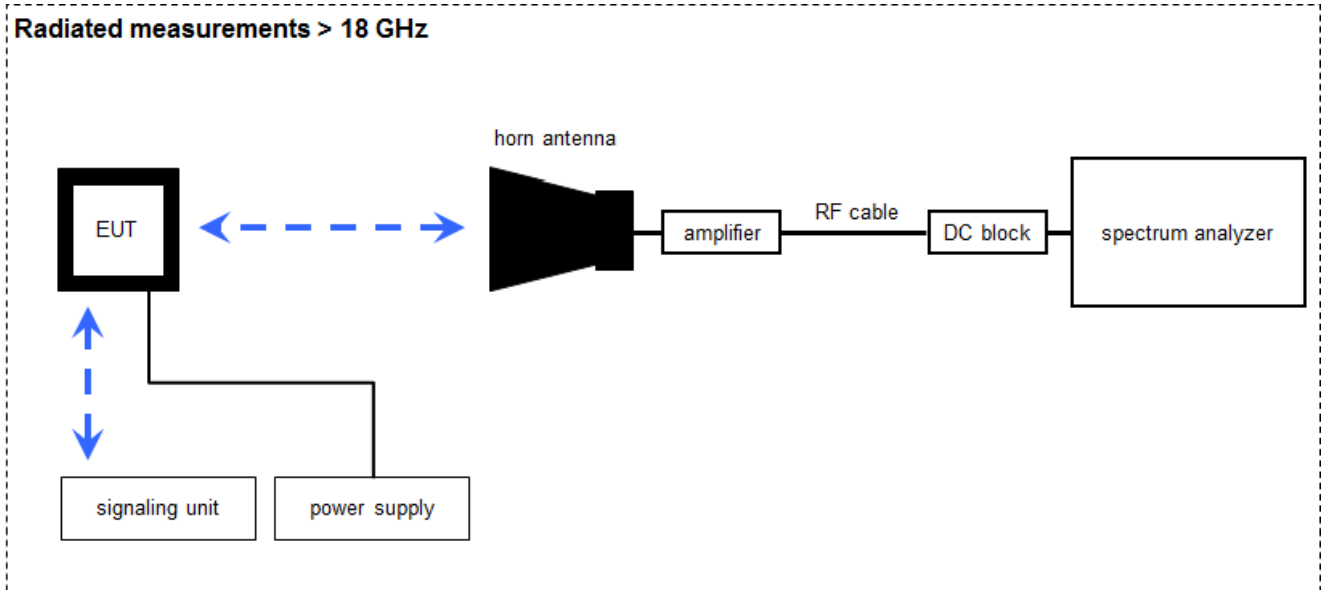 Radiated measurements > 18 GHz
horn antenna
EUT
amplifier
RF cable
DC block
spectrum analyzer
signaling unit
power supply